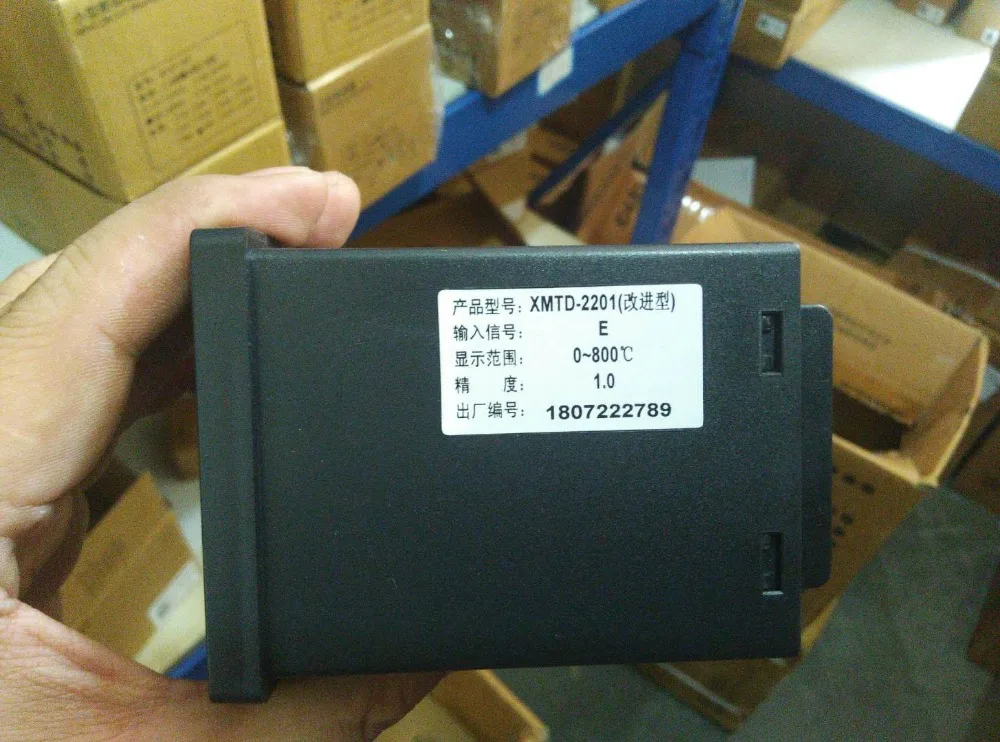 产品型号: XMTD-2201(改进型)
输入信号: E
显示范围: 0~800℃
精 度: 1.0
出厂编号: 1807222789